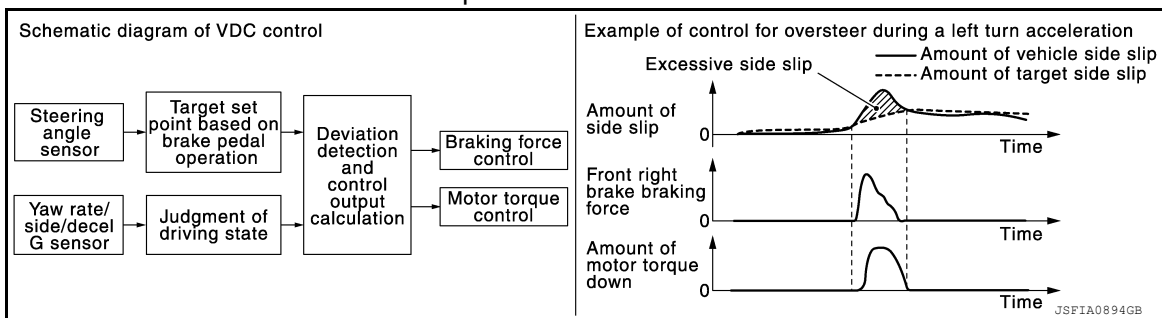 Schematic diagram of VDC control
Steering
angle
sensor
Target set
point based on
brake pedal
operation
Yaw rate/
side/decel
G sensor
Judgment of
driving state
Deviation
detection
and
control
output
calculation
Braking force
control
Motor torque
control
Example of control for oversteer during a left turn acceleration
Amount of vehicle side slip
Amount of target side slip
Excessive side slip
Amount of
side slip
0
Time
Front right
brake braking
force
0
Time
Amount of
motor torque
down
0
Time
JSFIA0894GB